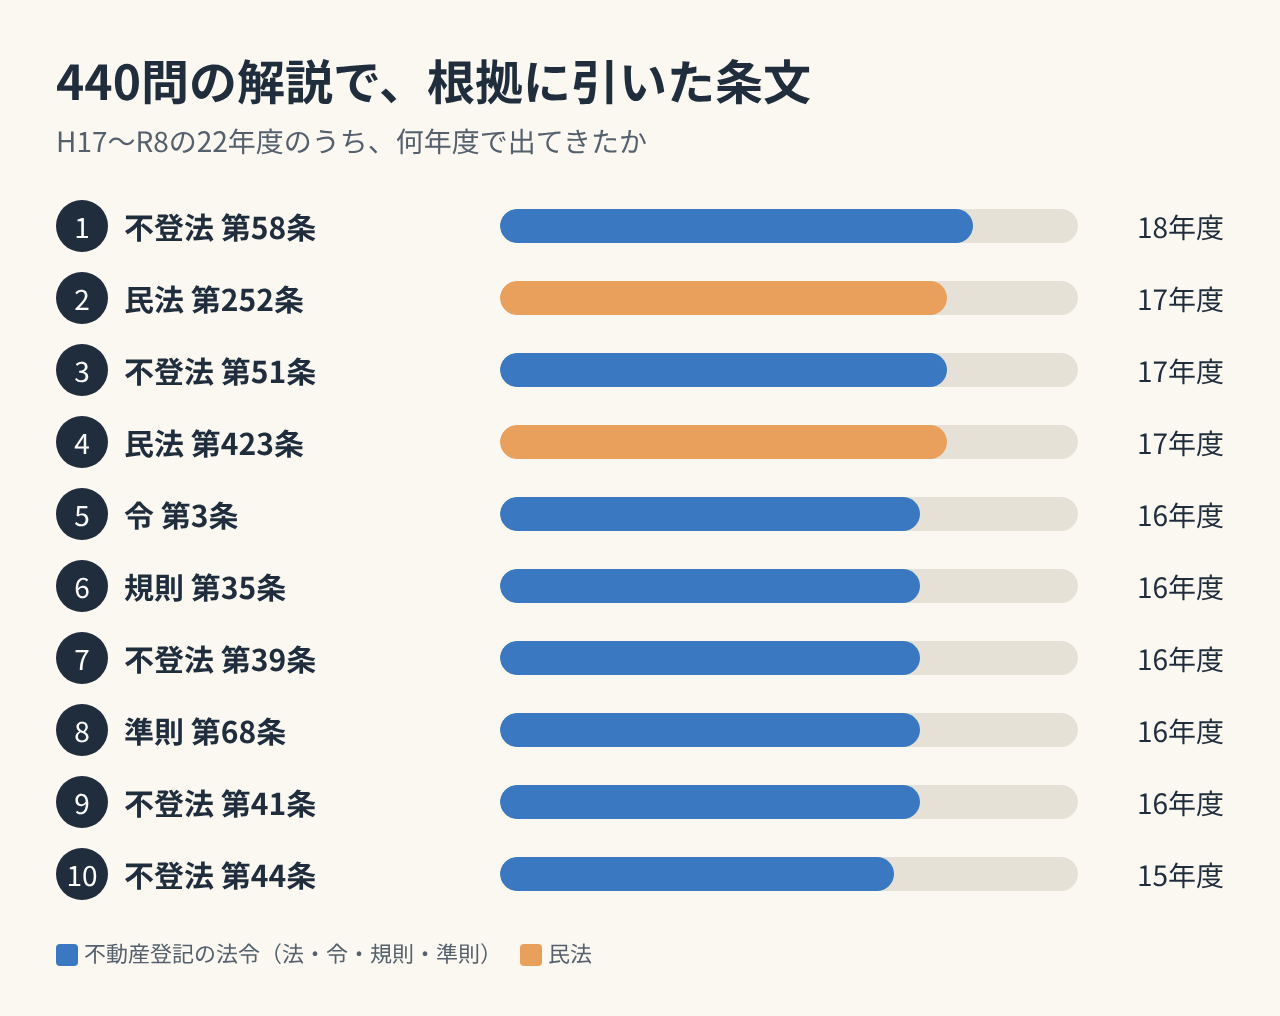 440問の解説で、根拠に引いた条文
H17〜R8の22年度のうち、何年度で出てきたか
1 不登法 第58条 18年度
2 民法 第252条 17年度
3 不登法 第51条 17年度
4 民法 第423条 17年度
5 令 第3条 16年度
6 規則 第35条 16年度
7 不登法 第39条 16年度
8 準則 第68条 16年度
9 不登法 第41条 16年度
10 不登法 第44条 15年度
不動産登記の法令（法・令・規則・準則） 民法